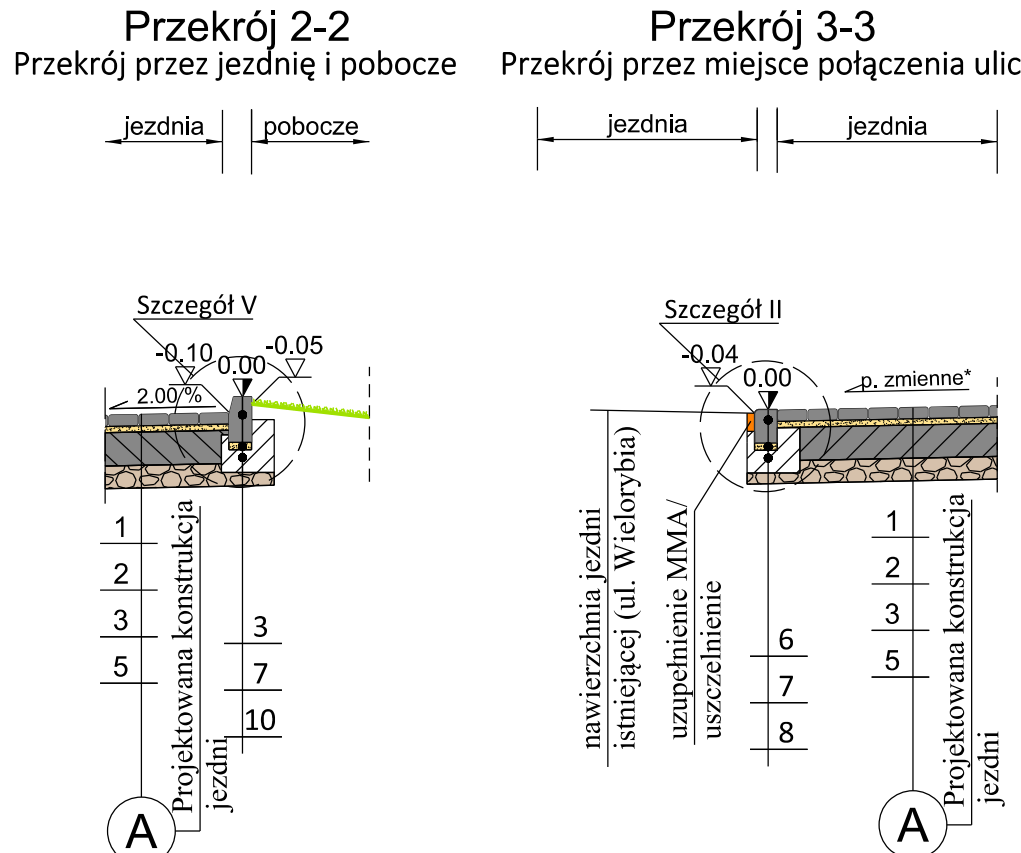 Przekrój 2-2
Przekrój przez jezdnię i pobocze
jezdnia
pobocze
Szczegół V
-0.10
0.00
-0.05
2.00 %
1
2
3
5
Projektowana konstrukcja
jezdni
3
7
10
A
Przekrój 3-3
Przekrój przez miejsce połączenia ulic
jezdnia
jezdnia
Szczegół II
-0.04
0.00
p. zmienne*
nawierzchnia jezdni
istniejącej (ul. Wielorybia)
uzupełnienie MMA/
uszczelnienie
6
7
8
1
2
3
5
Projektowana konstrukcja
jezdni
A